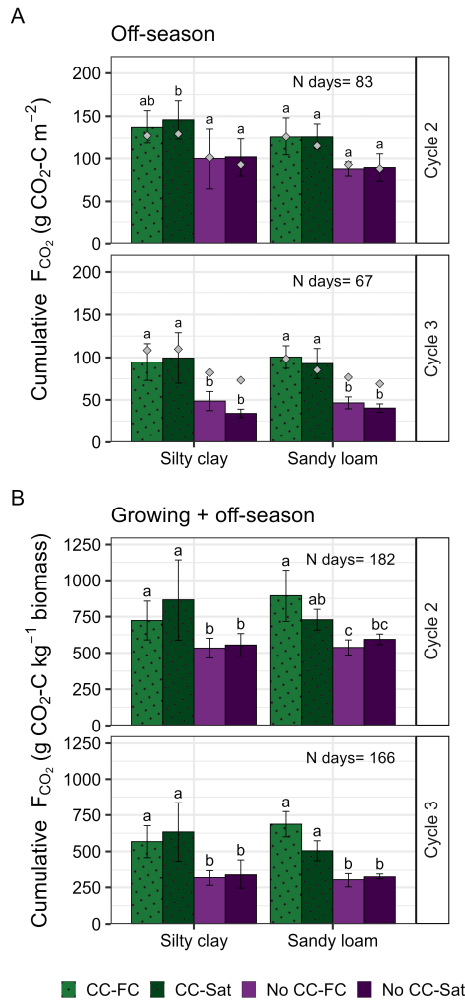 A
Off-season
Cumulative F_CO₂ (g CO₂-C m⁻²)
200
150
100
50
0
N days= 83
ab
b
a
a
a
a
a
a
Cycle 2
200
150
100
50
0
N days= 67
a
a
b
b
a
a
b
b
Cycle 3
Silty clay
Sandy loam
B
Growing + off-season
Cumulative F_CO₂ (g CO₂-C kg⁻¹ biomass)
1250
1000
750
500
250
0
N days= 182
a
a
b
b
a
ab
c
bc
Cycle 2
1250
1000
750
500
250
0
N days= 166
a
a
b
b
a
a
b
b
Cycle 3
Silty clay
Sandy loam
CC-FC
CC-Sat
No CC-FC
No CC-Sat